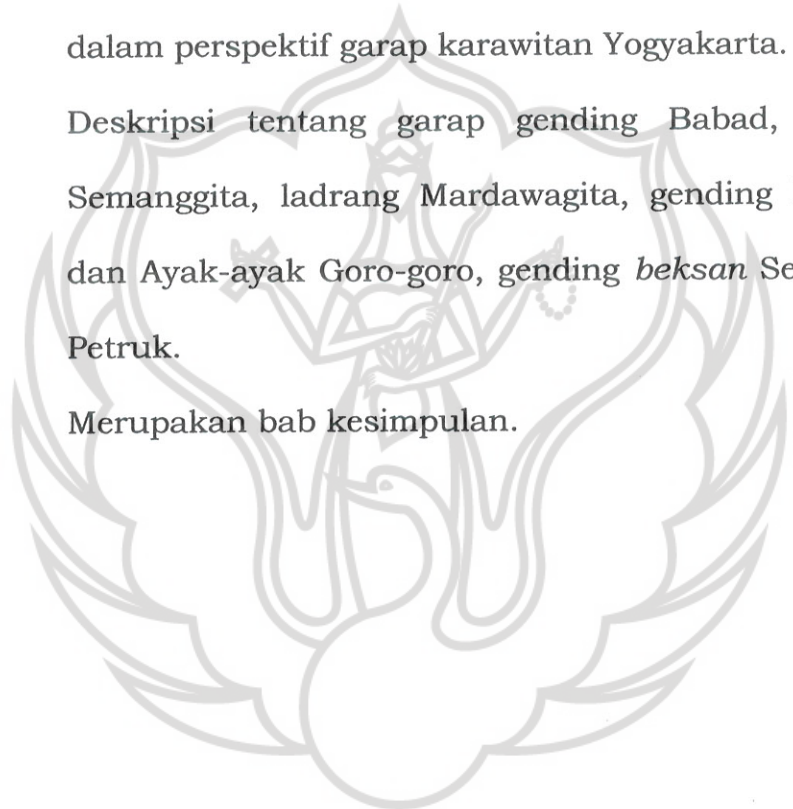 dalam perspektif garap karawitan Yogyakarta.
Deskripsi tentang garap gending Babad,
Semanggita, ladrang Mardawagita, gending
dan Ayak-ayak Goro-goro, gending beksan Se
Petruk.
Merupakan bab kesimpulan.